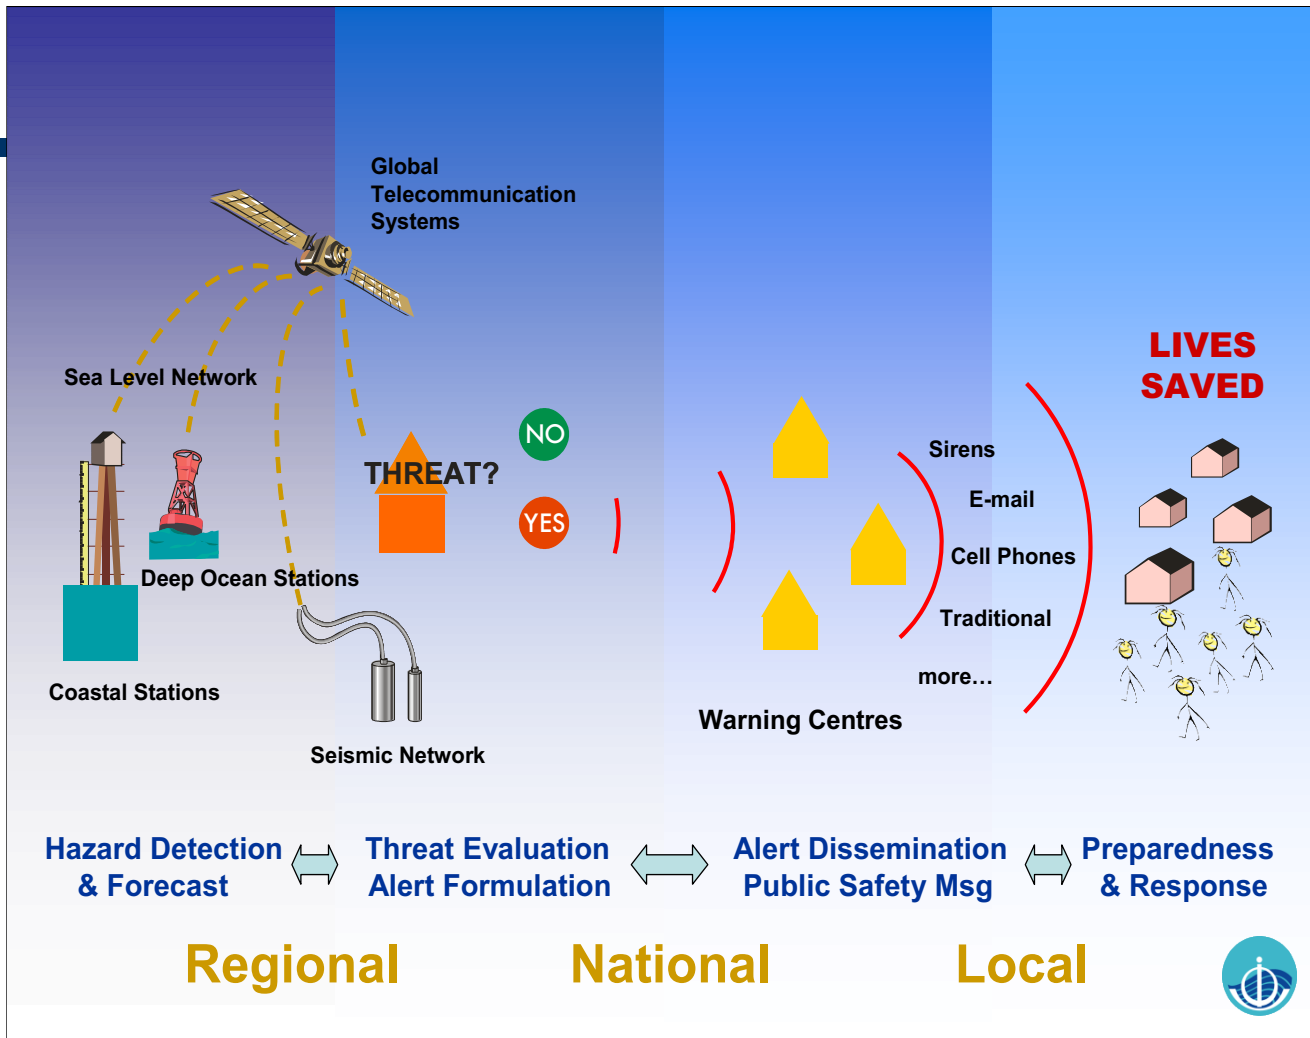 Global
Telecommunication
Systems
Sea Level Network
THREAT?
NO
YES
Deep Ocean Stations
Coastal Stations
Seismic Network
Warning Centres
Sirens
E-mail
Cell Phones
Traditional
more…
LIVES
SAVED
Hazard Detection
& Forecast
Threat Evaluation
Alert Formulation
Alert Dissemination
Public Safety Msg
Preparedness
& Response
Regional
National
Local